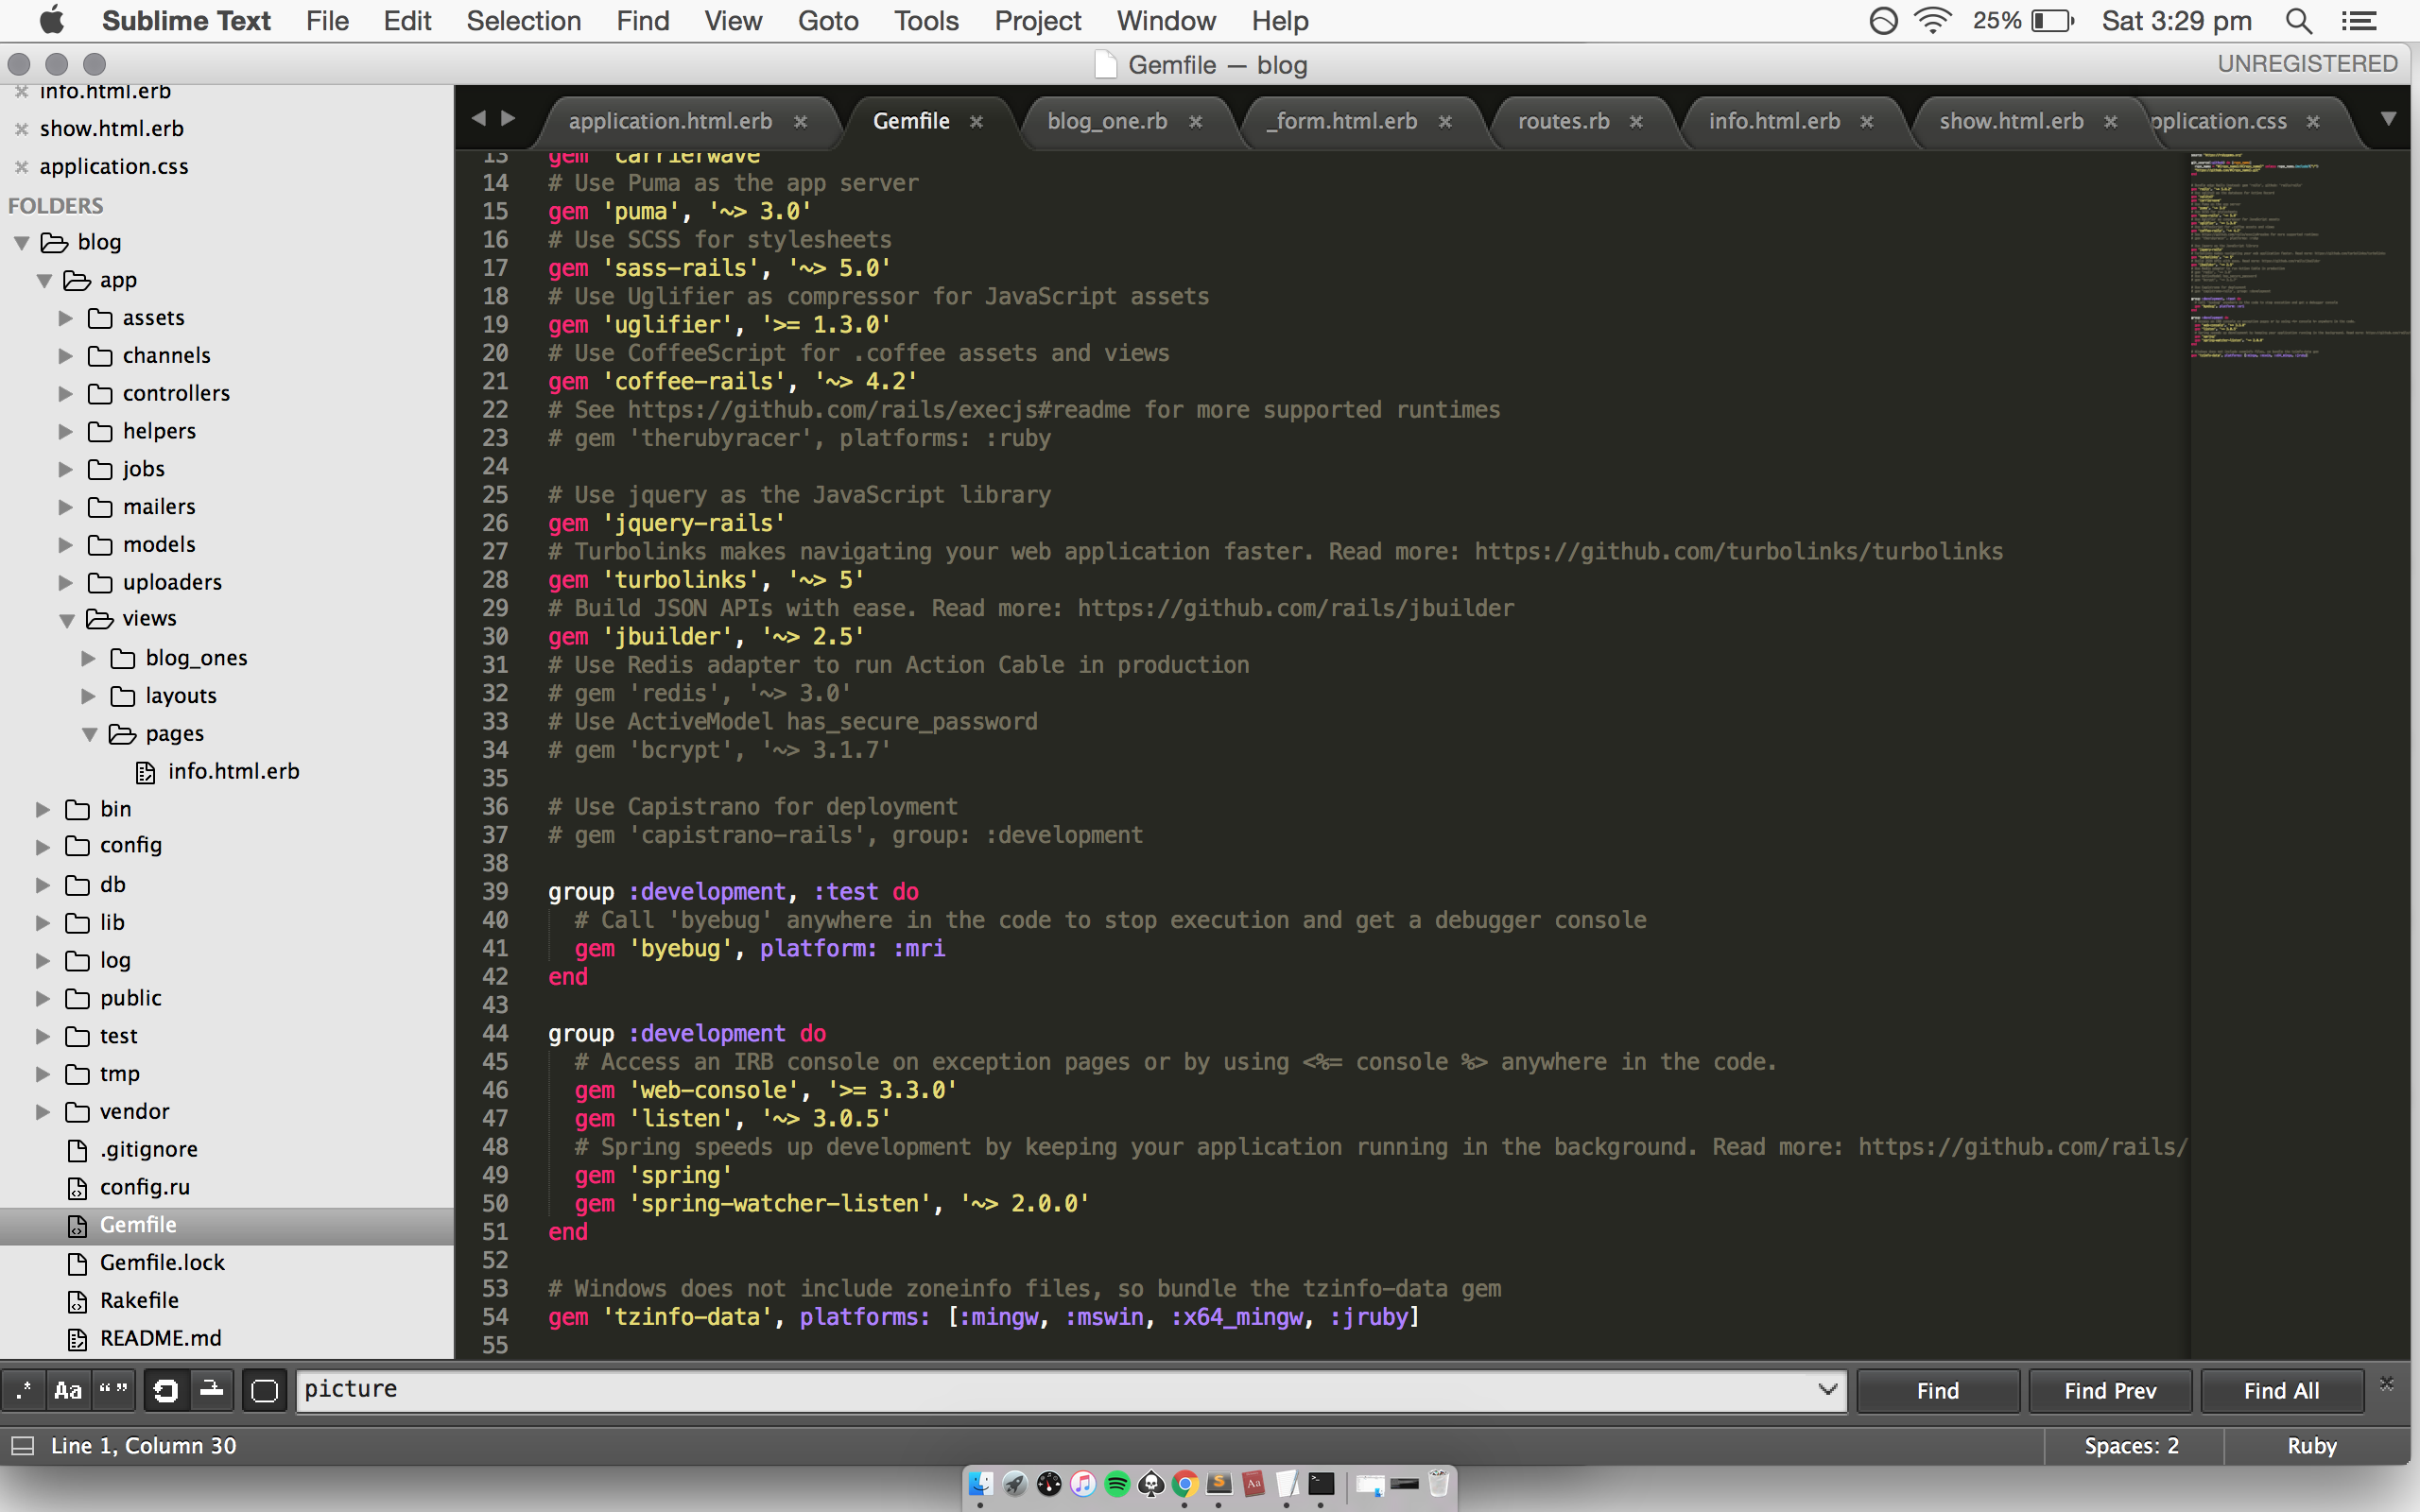 Sublime Text File Edit Selection Find View Goto Tools Project Window Help 25% Sat 3:29 pm
Gemfile — blog UNREGISTERED
info.html.erb
show.html.erb
application.css
FOLDERS
blog
app
assets
channels
controllers
helpers
jobs
mailers
models
uploaders
views
blog_ones
layouts
pages
info.html.erb
bin
config
db
lib
log
public
test
tmp
vendor
.gitignore
config.ru
Gemfile
Gemfile.lock
Rakefile
README.md
application.html.erb Gemfile blog_one.rb _form.html.erb routes.rb info.html.erb show.html.erb pplication.css
13 gem 'carrierwave'
14 # Use Puma as the app server
15 gem 'puma', '~> 3.0'
16 # Use SCSS for stylesheets
17 gem 'sass-rails', '~> 5.0'
18 # Use Uglifier as compressor for JavaScript assets
19 gem 'uglifier', '>= 1.3.0'
20 # Use CoffeeScript for .coffee assets and views
21 gem 'coffee-rails', '~> 4.2'
22 # See https://github.com/rails/execjs#readme for more supported runtimes
23 # gem 'therubyracer', platforms: :ruby
24
25 # Use jquery as the JavaScript library
26 gem 'jquery-rails'
27 # Turbolinks makes navigating your web application faster. Read more: https://github.com/turbolinks/turbolinks
28 gem 'turbolinks', '~> 5'
29 # Build JSON APIs with ease. Read more: https://github.com/rails/jbuilder
30 gem 'jbuilder', '~> 2.5'
31 # Use Redis adapter to run Action Cable in production
32 # gem 'redis', '~> 3.0'
33 # Use ActiveModel has_secure_password
34 # gem 'bcrypt', '~> 3.1.7'
35
36 # Use Capistrano for deployment
37 # gem 'capistrano-rails', group: :development
38
39 group :development, :test do
40 # Call 'byebug' anywhere in the code to stop execution and get a debugger console
41 gem 'byebug', platform: :mri
42 end
43
44 group :development do
45 # Access an IRB console on exception pages or by using <%= console %> anywhere in the code.
46 gem 'web-console', '>= 3.3.0'
47 gem 'listen', '~> 3.0.5'
48 # Spring speeds up development by keeping your application running in the background. Read more: https://github.com/rails/
49 gem 'spring'
50 gem 'spring-watcher-listen', '~> 2.0.0'
51 end
52
53 # Windows does not include zoneinfo files, so bundle the tzinfo-data gem
54 gem 'tzinfo-data', platforms: [:mingw, :mswin, :x64_mingw, :jruby]
55
.* Aa “” picture Find Find Prev Find All
Line 1, Column 30 Spaces: 2 Ruby